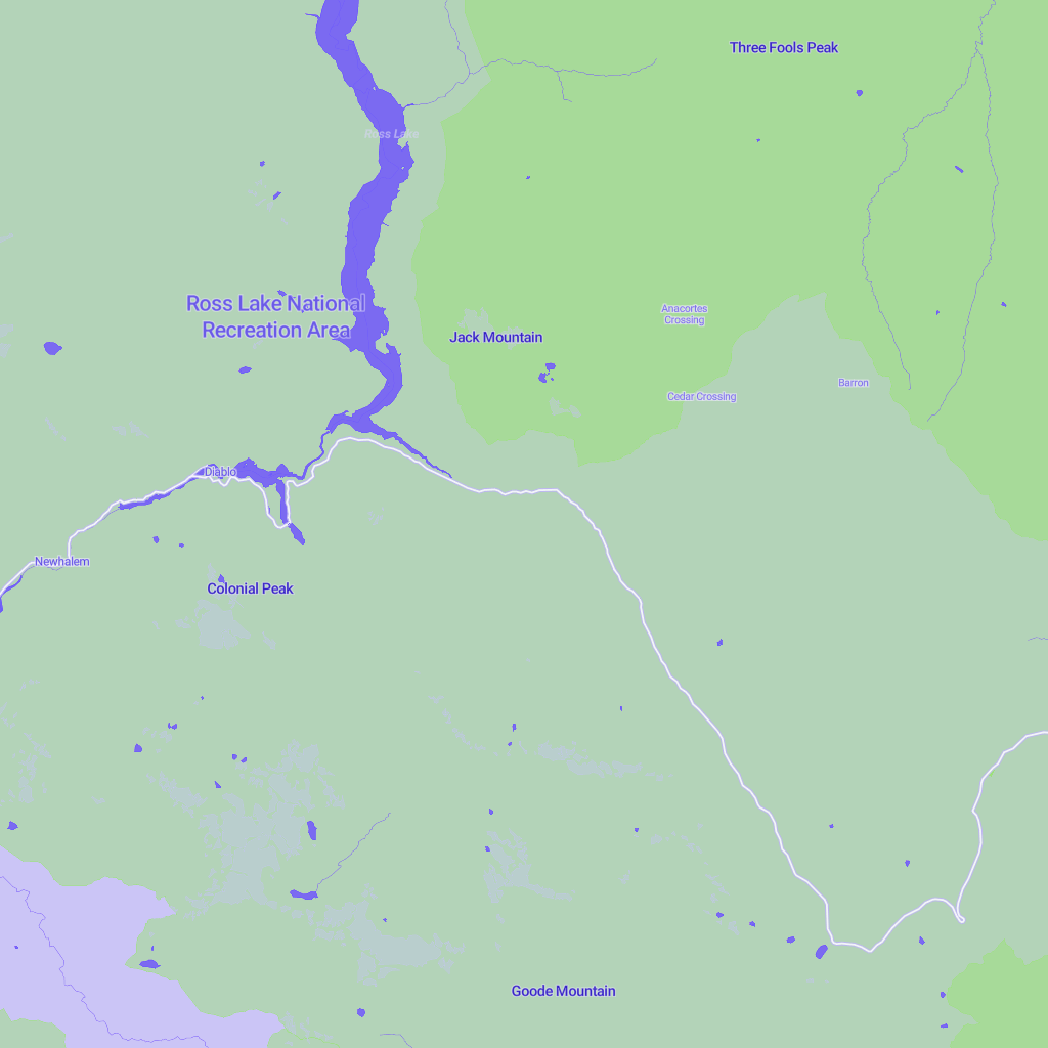 Three Fools Peak
Ross Lake
Ross Lake National
Recreation Area
Anacortes
Crossing
Jack Mountain
Barron
Cedar Crossing
Diablo
Newhalem
Colonial Peak
Goode Mountain